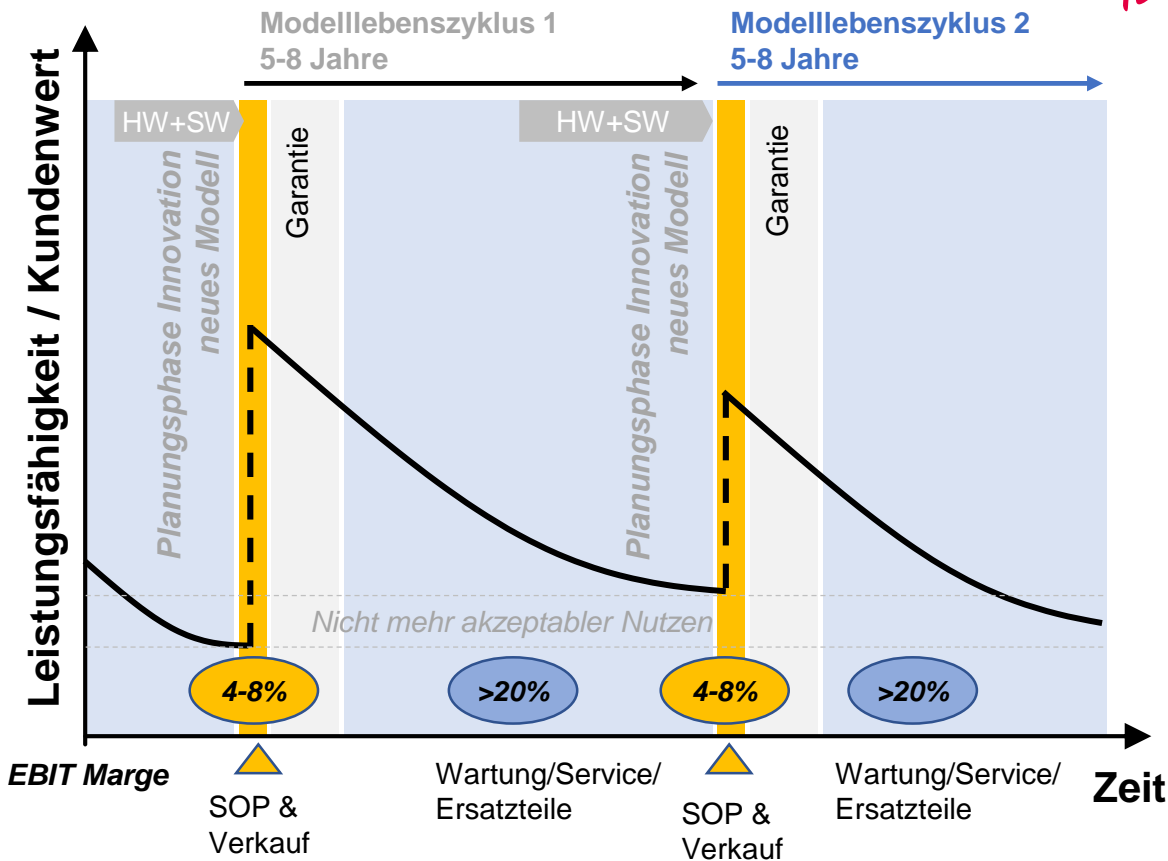 Modelllebenszyklus 1
5-8 Jahre
Modelllebenszyklus 2
5-8 Jahre
HW+SW
HW+SW
Planungsphase Innovation
neues Modell
Garantie
Planungsphase Innovation
neues Modell
Garantie
Leistungsfähigkeit / Kundenwert
Nicht mehr akzeptabler Nutzen
4-8%
>20%
4-8%
>20%
EBIT Marge
SOP &
Verkauf
Wartung/Service/
Ersatzteile
SOP &
Verkauf
Wartung/Service/
Ersatzteile
Zeit